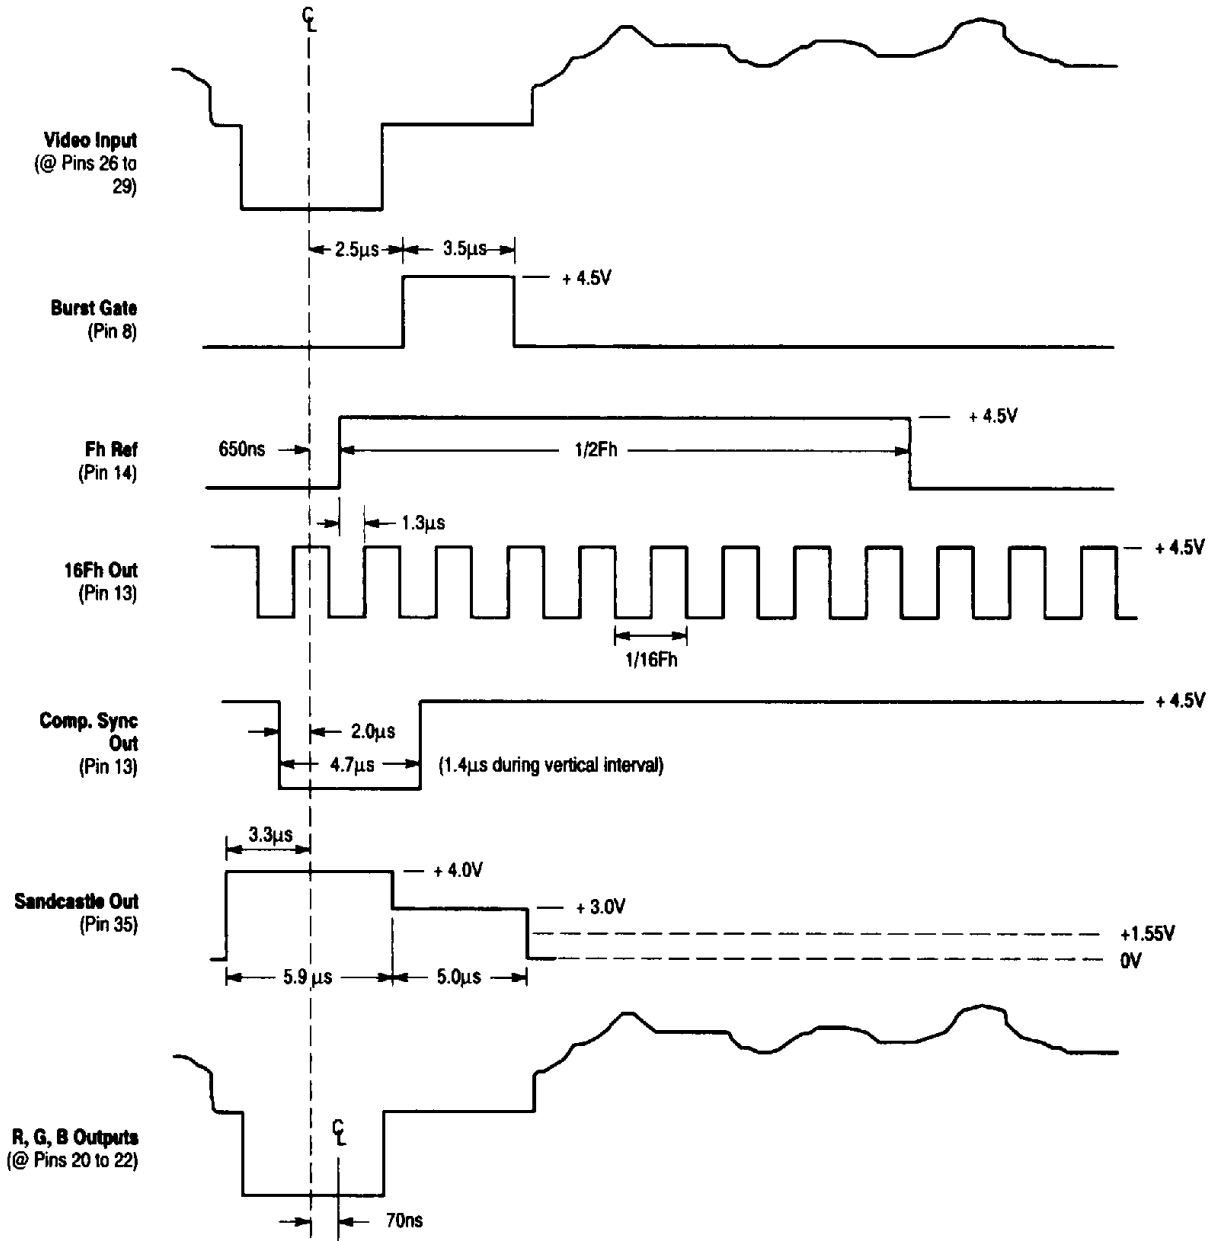 ℄
Video Input
(@ Pins 26 to
29)
2.5µs
3.5µs
+ 4.5V
Burst Gate
(Pin 8)
+ 4.5V
Fh Ref
(Pin 14)
650ns
1/2Fh
1.3µs
16Fh Out
(Pin 13)
+ 4.5V
1/16Fh
Comp. Sync
Out
(Pin 13)
+ 4.5V
2.0µs
4.7µs
(1.4µs during vertical interval)
3.3µs
+ 4.0V
Sandcastle Out
(Pin 35)
+ 3.0V
+1.55V
0V
5.9 µs
5.0µs
℄
R, G, B Outputs
(@ Pins 20 to 22)
70ns